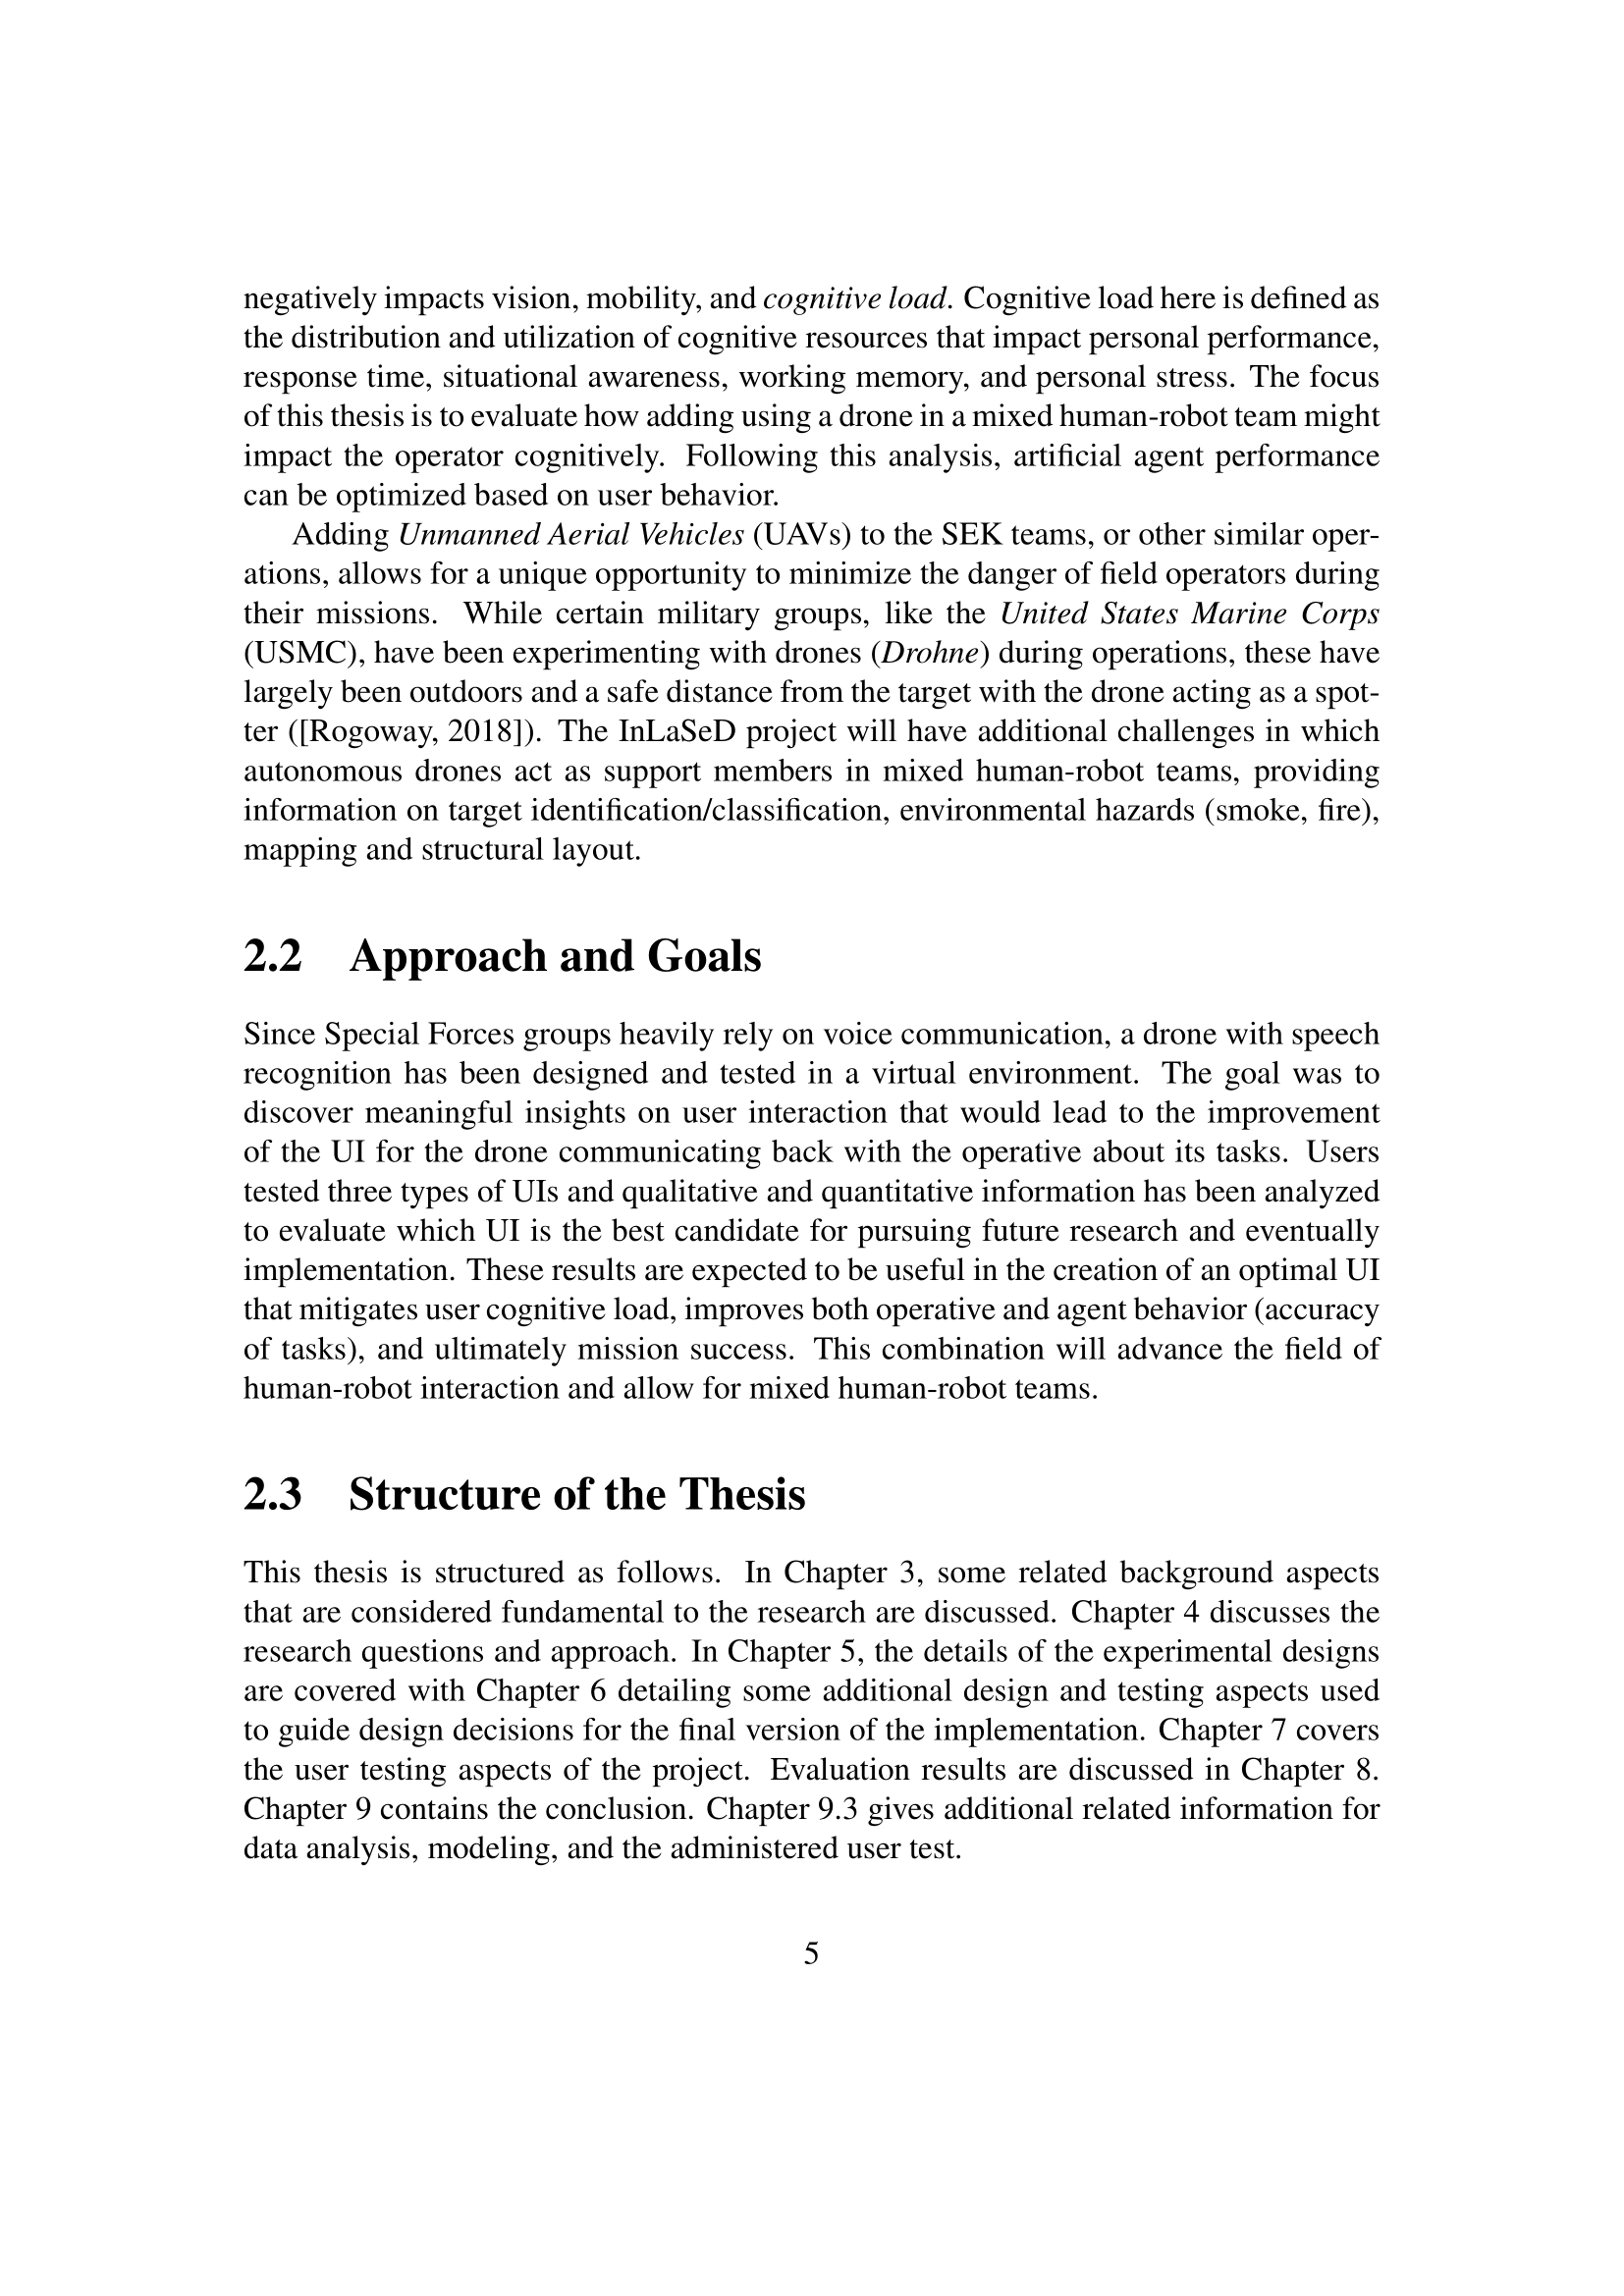 negatively impacts vision, mobility, and cognitive load. Cognitive load here is defined as
the distribution and utilization of cognitive resources that impact personal performance,
response time, situational awareness, working memory, and personal stress. The focus
of this thesis is to evaluate how adding using a drone in a mixed human-robot team might
impact the operator cognitively. Following this analysis, artificial agent performance
can be optimized based on user behavior.
Adding Unmanned Aerial Vehicles (UAVs) to the SEK teams, or other similar oper-
ations, allows for a unique opportunity to minimize the danger of field operators during
their missions. While certain military groups, like the United States Marine Corps
(USMC), have been experimenting with drones (Drohne) during operations, these have
largely been outdoors and a safe distance from the target with the drone acting as a spot-
ter ([Rogoway, 2018]). The InLaSeD project will have additional challenges in which
autonomous drones act as support members in mixed human-robot teams, providing
information on target identification/classification, environmental hazards (smoke, fire),
mapping and structural layout.
2.2 Approach and Goals
Since Special Forces groups heavily rely on voice communication, a drone with speech
recognition has been designed and tested in a virtual environment. The goal was to
discover meaningful insights on user interaction that would lead to the improvement
of the UI for the drone communicating back with the operative about its tasks. Users
tested three types of UIs and qualitative and quantitative information has been analyzed
to evaluate which UI is the best candidate for pursuing future research and eventually
implementation. These results are expected to be useful in the creation of an optimal UI
that mitigates user cognitive load, improves both operative and agent behavior (accuracy
of tasks), and ultimately mission success. This combination will advance the field of
human-robot interaction and allow for mixed human-robot teams.
2.3 Structure of the Thesis
This thesis is structured as follows. In Chapter 3, some related background aspects
that are considered fundamental to the research are discussed. Chapter 4 discusses the
research questions and approach. In Chapter 5, the details of the experimental designs
are covered with Chapter 6 detailing some additional design and testing aspects used
to guide design decisions for the final version of the implementation. Chapter 7 covers
the user testing aspects of the project. Evaluation results are discussed in Chapter 8.
Chapter 9 contains the conclusion. Chapter 9.3 gives additional related information for
data analysis, modeling, and the administered user test.
5